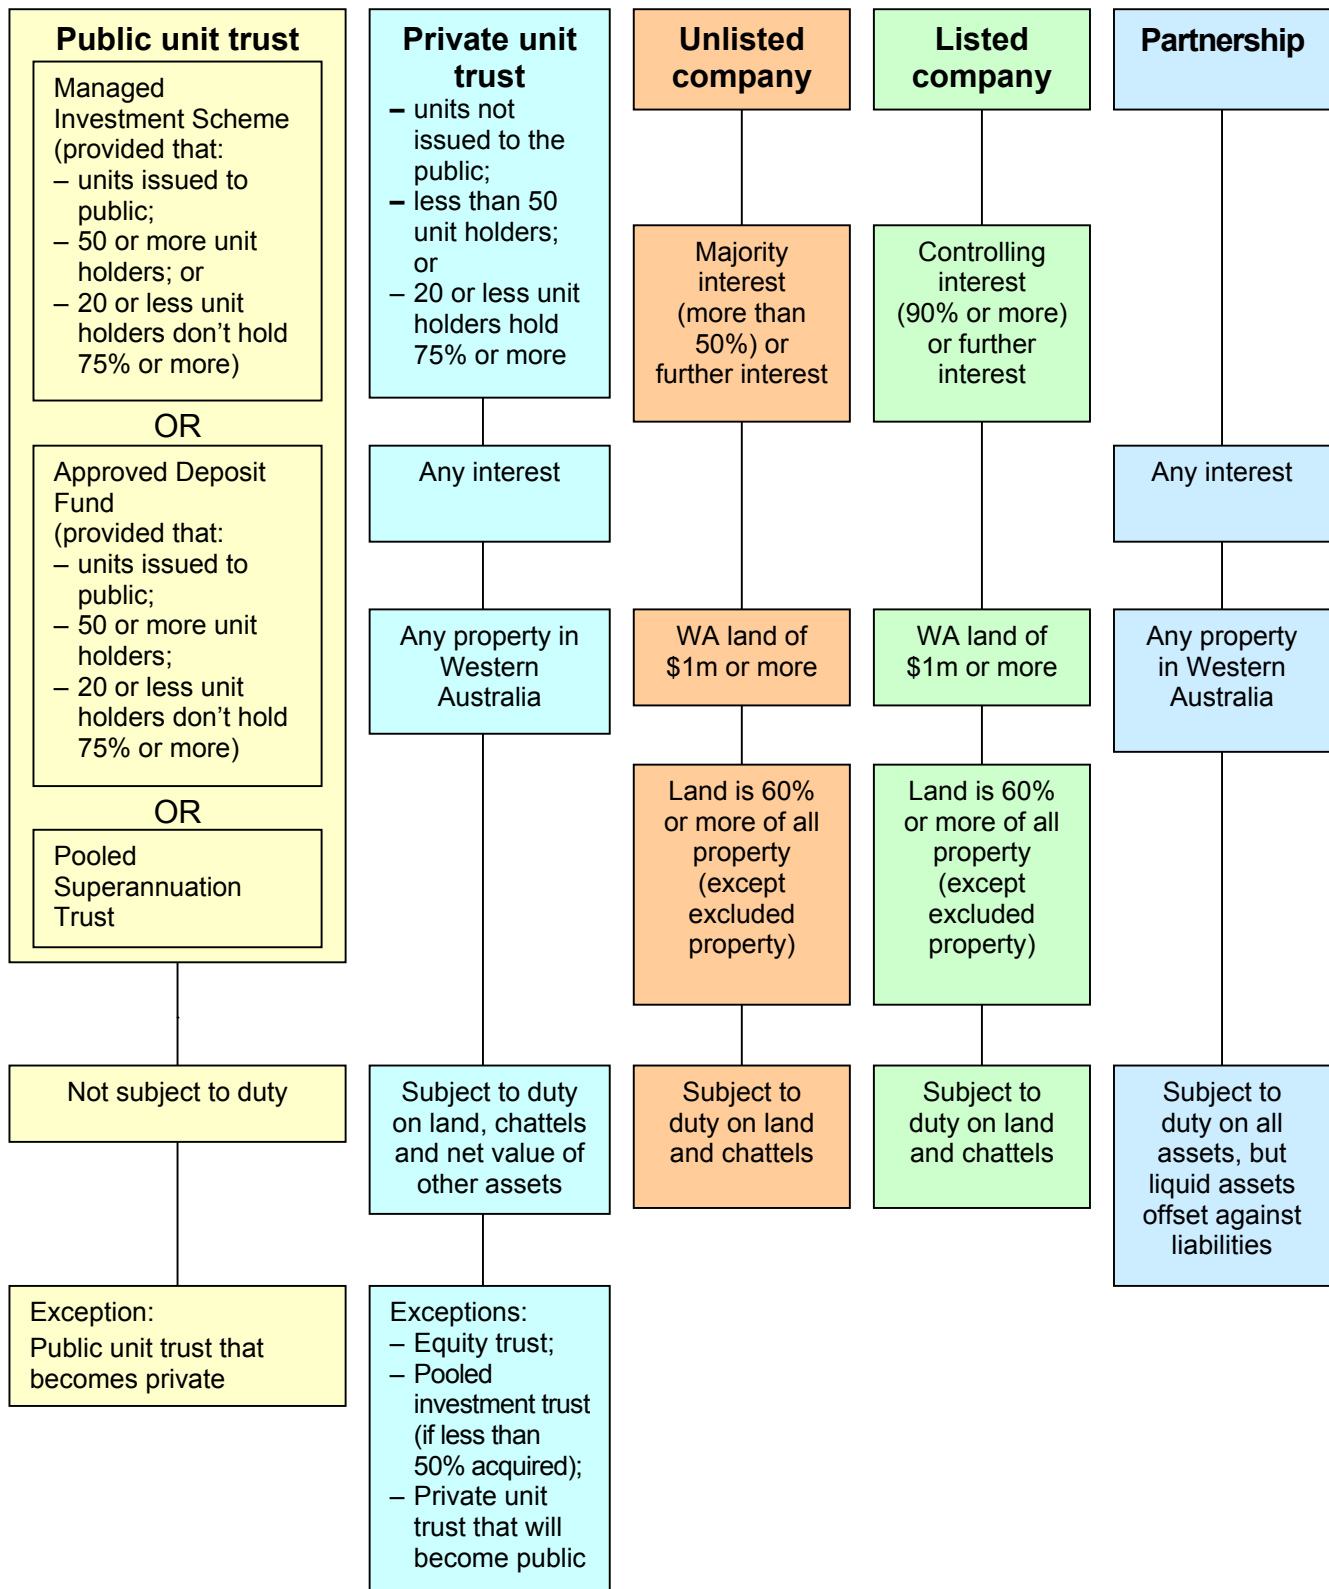 Public unit trust
Managed
Investment Scheme
(provided that:
– units issued to
public;
– 50 or more unit
holders; or
– 20 or less unit
holders don’t hold
75% or more)
OR
Approved Deposit
Fund
(provided that:
– units issued to
public;
– 50 or more unit
holders;
– 20 or less unit
holders don’t hold
75% or more)
OR
Pooled
Superannuation
Trust
Not subject to duty
Exception:
Public unit trust that
becomes private
Private unit
trust
– units not
issued to the
public;
– less than 50
unit holders;
or
– 20 or less unit
holders hold
75% or more
Any interest
Any property in
Western
Australia
Subject to duty
on land, chattels
and net value of
other assets
Exceptions:
– Equity trust;
– Pooled
investment trust
(if less than
50% acquired);
– Private unit
trust that will
become public
Unlisted
company
Majority
interest
(more than
50%) or
further interest
WA land of
$1m or more
Land is 60%
or more of all
property
(except
excluded
property)
Subject to
duty on land
and chattels
Listed
company
Controlling
interest
(90% or more)
or further
interest
WA land of
$1m or more
Land is 60%
or more of all
property
(except
excluded
property)
Subject to
duty on land
and chattels
Partnership
Any interest
Any property
in Western
Australia
Subject to
duty on all
assets, but
liquid assets
offset against
liabilities